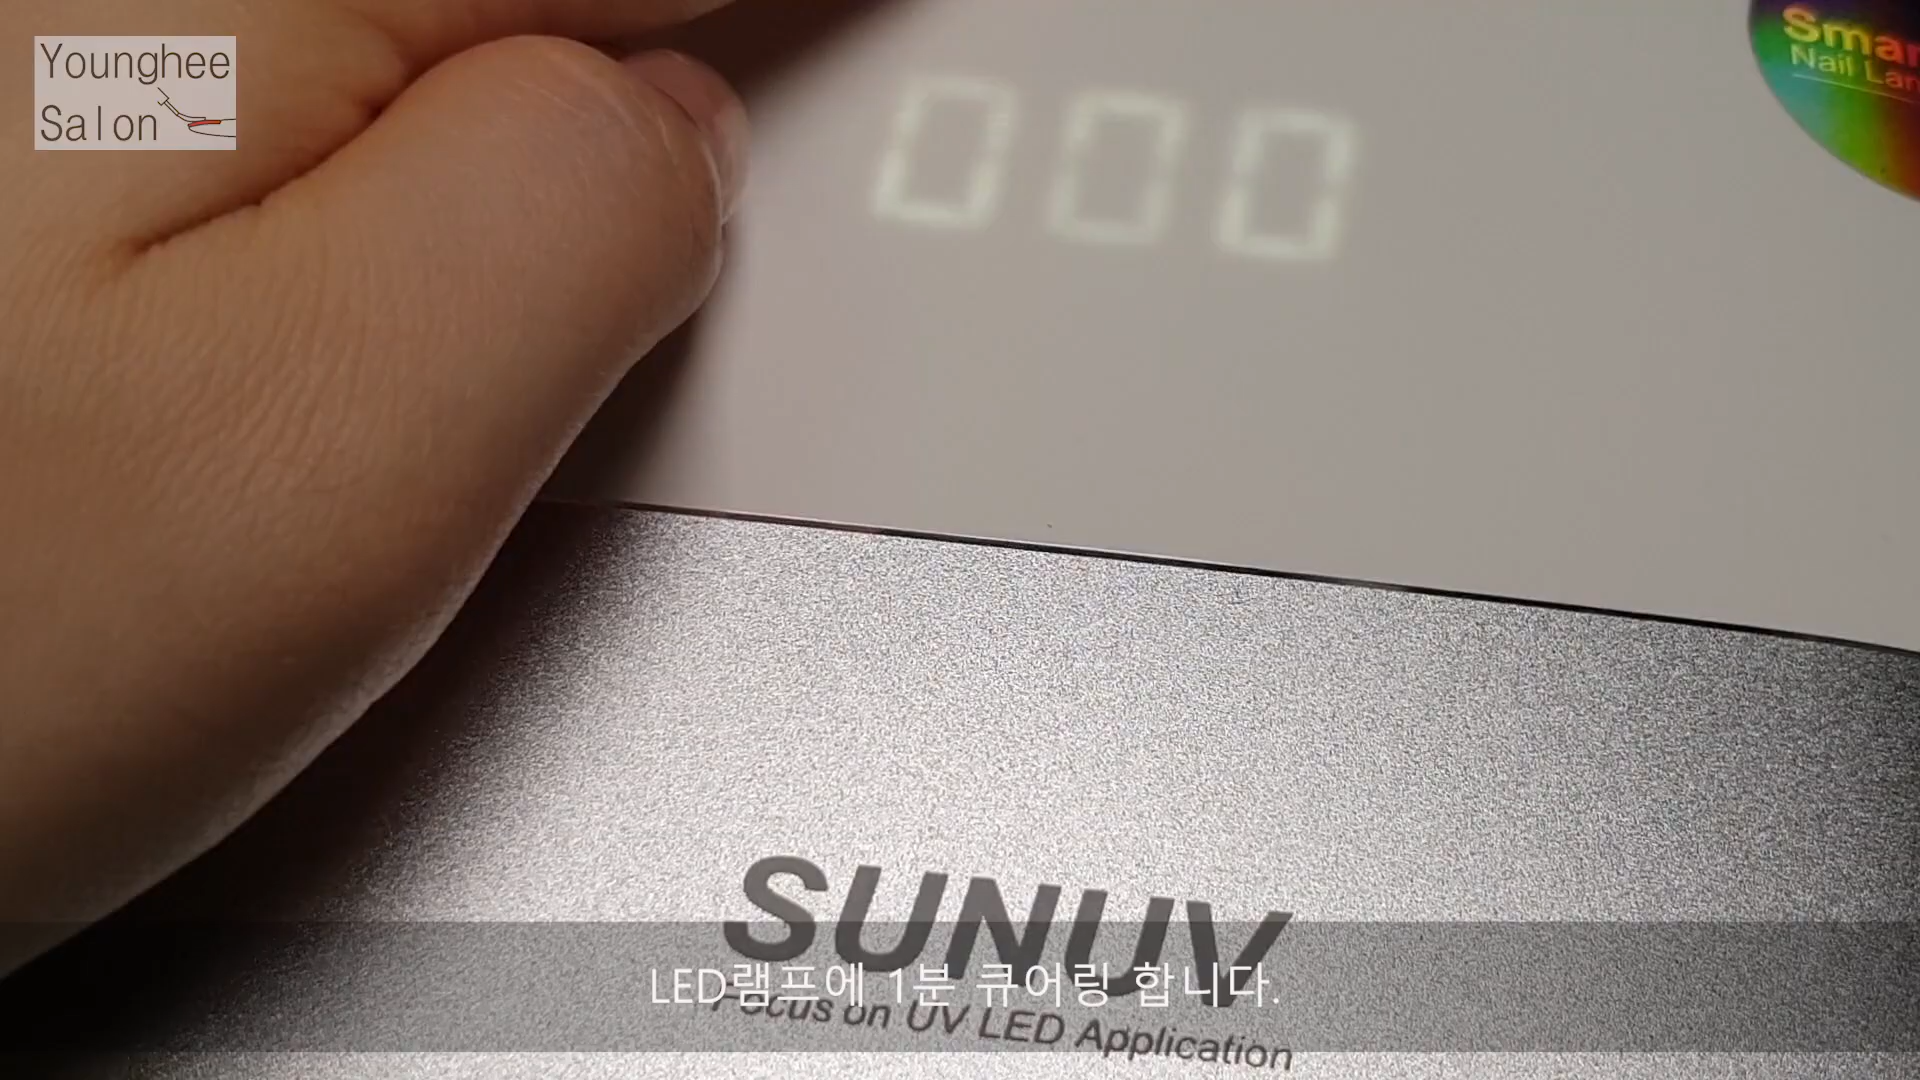 Younghee
Salon
000
Smar
Nail Lam
SUNUV
LED램프에 1분 큐어링 합니다.
Focus on UV LED Application